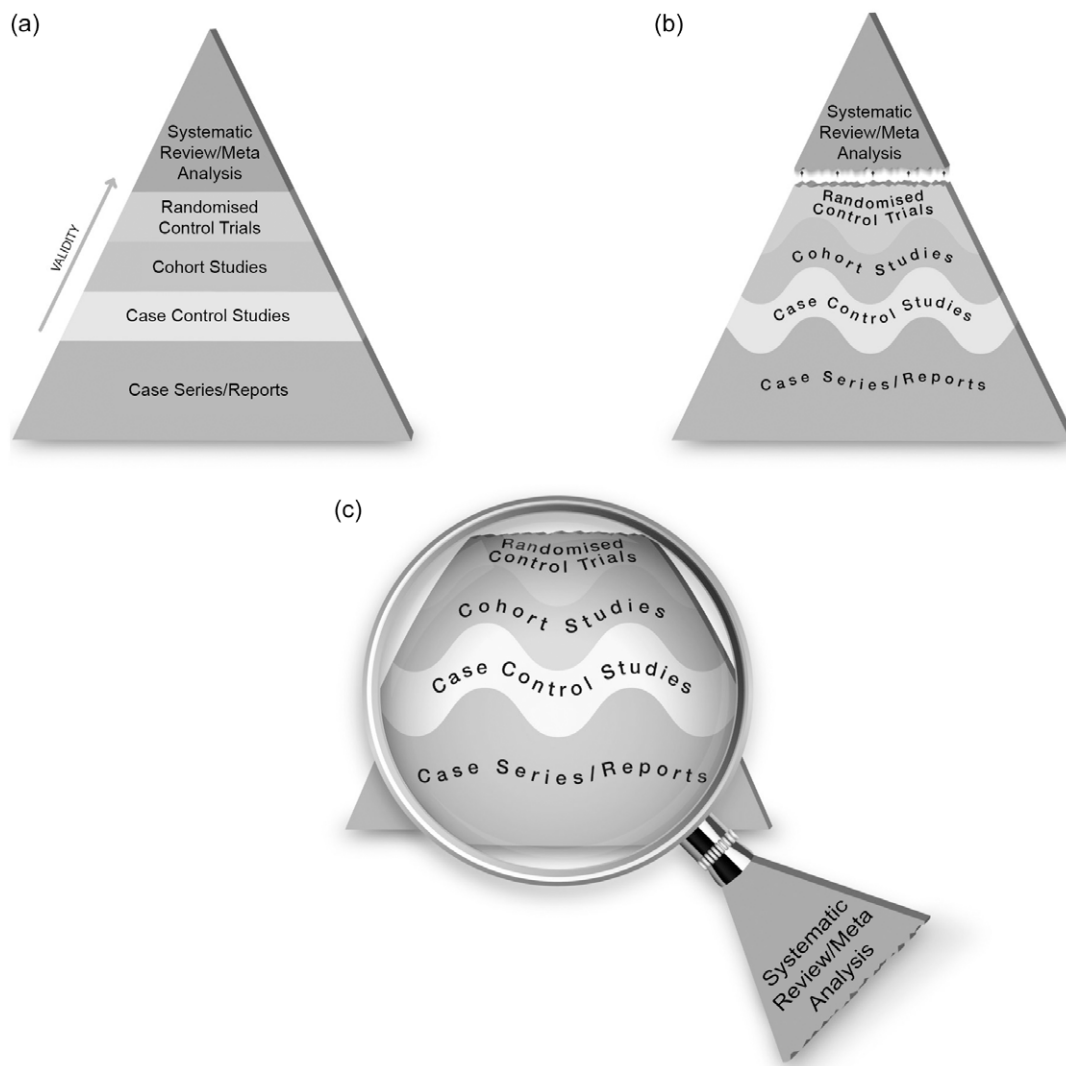 (a)
Systematic
Review/Meta
Analysis
Randomised
Control Trials
Cohort Studies
Case Control Studies
Case Series/Reports
VALIDITY
(b)
Systematic
Review/Meta
Analysis
Randomised
Control Trials
Cohort Studies
Case Control Studies
Case Series/Reports
(c)
Randomised
Control Trials
Cohort Studies
Case Control Studies
Case Series/Reports
Systematic
Review/Meta
Analysis